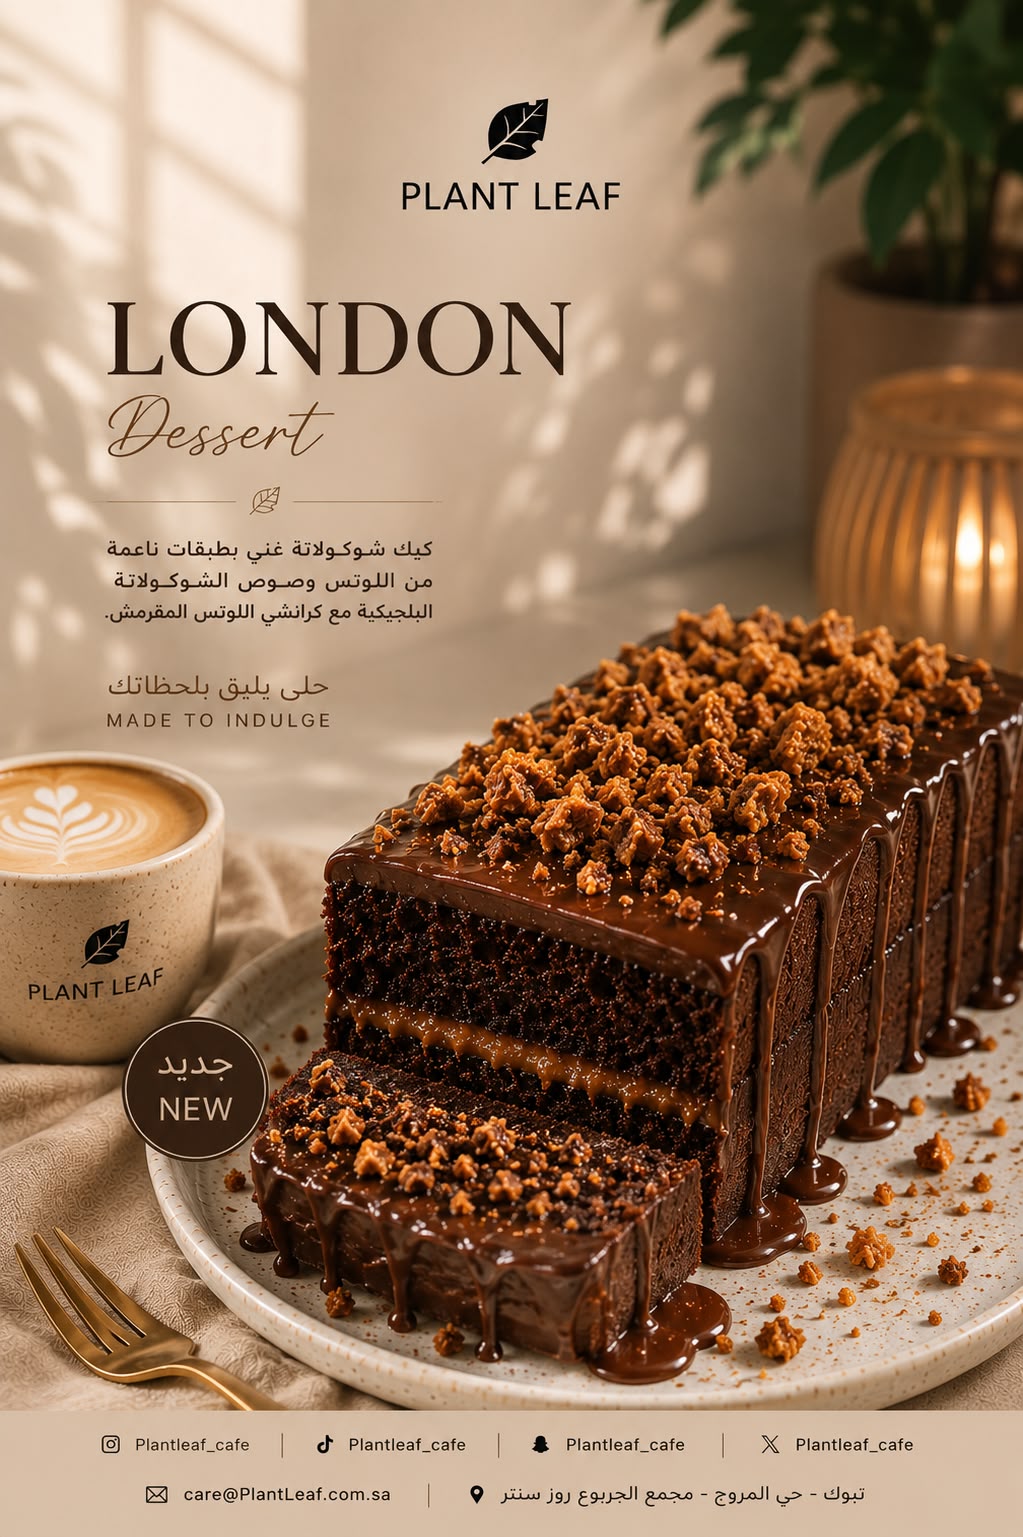 PLANT LEAF
LONDON
Dessert
كيك شوكولاتة غني بطبقات ناعمة
من اللوتس وصوص الشوكولاتة
البلجيكية مع كرانشي اللوتس المقرمش.
حلى يليق بلحظاتك
MADE TO INDULGE
PLANT LEAF
جديد
NEW
Plantleaf_cafe
Plantleaf_cafe
Plantleaf_cafe
Plantleaf_cafe
care@PlantLeaf.com.sa
تبوك - حي المروج - مجمع الجربوع روز سنتر